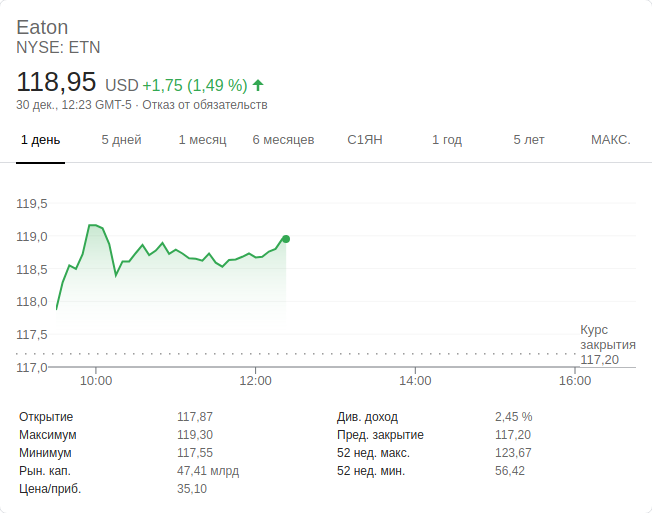 Eaton
NYSE: ETN
118,95 USD +1,75 (1,49 %)
30 дек., 12:23 GMT-5 · Отказ от обязательств
1 день 5 дней 1 месяц 6 месяцев С1ЯН 1 год 5 лет МАКС.
119,5
119,0
118,5
118,0
117,5
117,0
Курс
закрытия
117,20
10:00 12:00 14:00 16:00
Открытие 117,87 Див. доход 2,45 %
Максимум 119,30 Пред. закрытие 117,20
Минимум 117,55 52 нед. макс. 123,67
Рын. кап. 47,41 млрд 52 нед. мин. 56,42
Цена/приб. 35,10